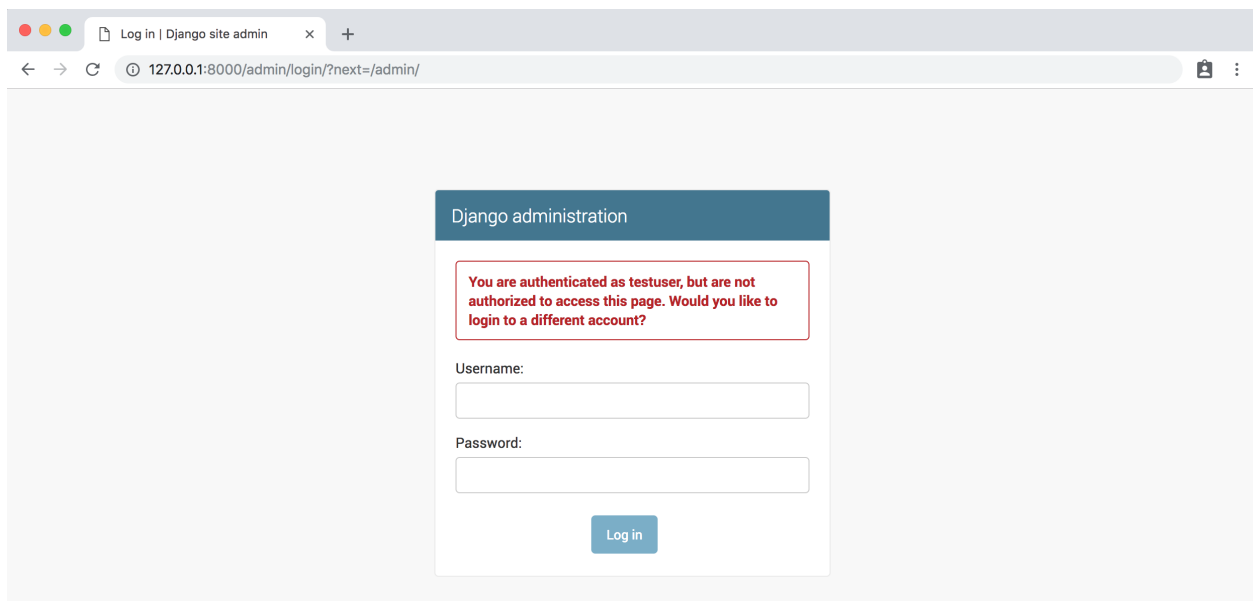 Log in | Django site admin
127.0.0.1:8000/admin/login/?next=/admin/
Django administration
You are authenticated as testuser, but are not
authorized to access this page. Would you like to
login to a different account?
Username:
Password:
Log in